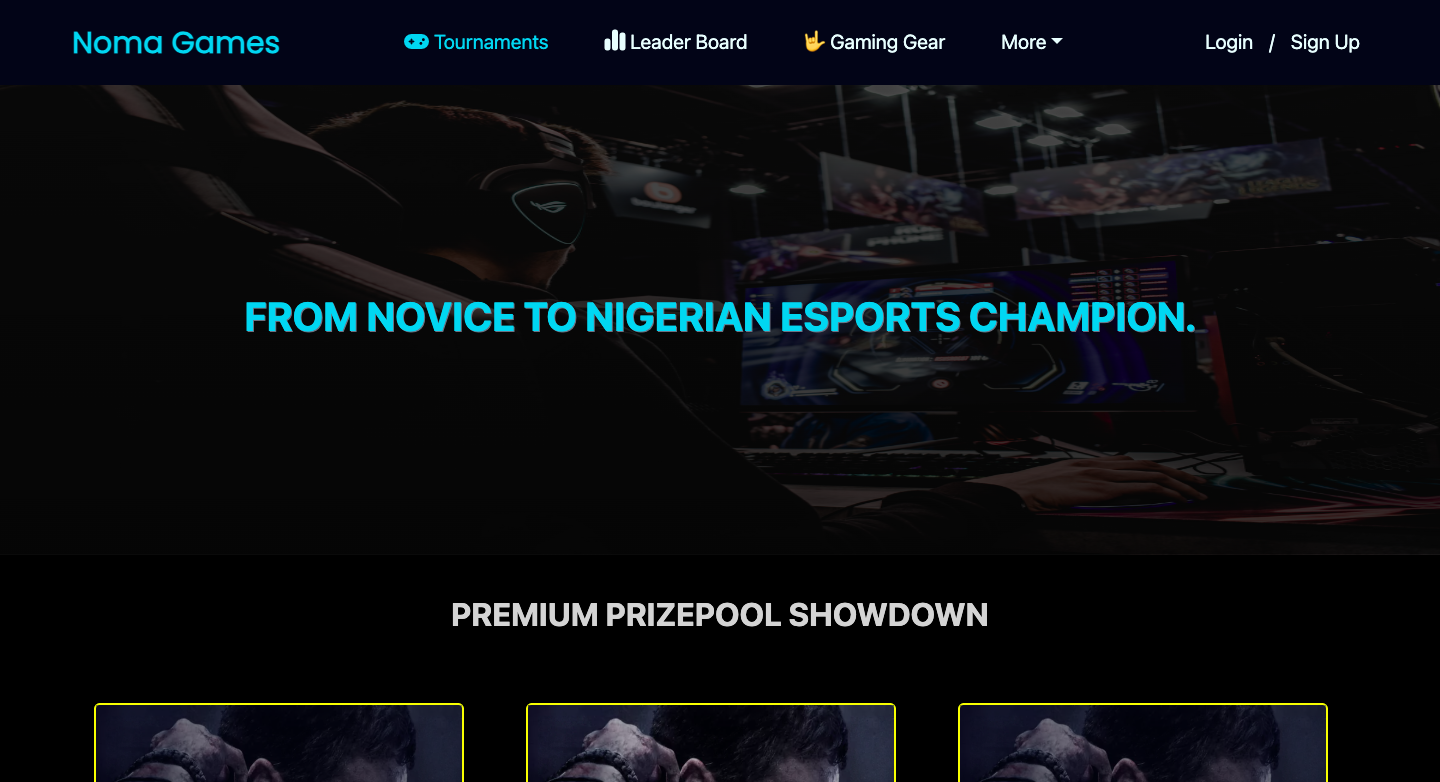 Noma Games
Tournaments
Leader Board
Gaming Gear
More
Login / Sign Up
FROM NOVICE TO NIGERIAN ESPORTS CHAMPION.
PREMIUM PRIZEPOOL SHOWDOWN